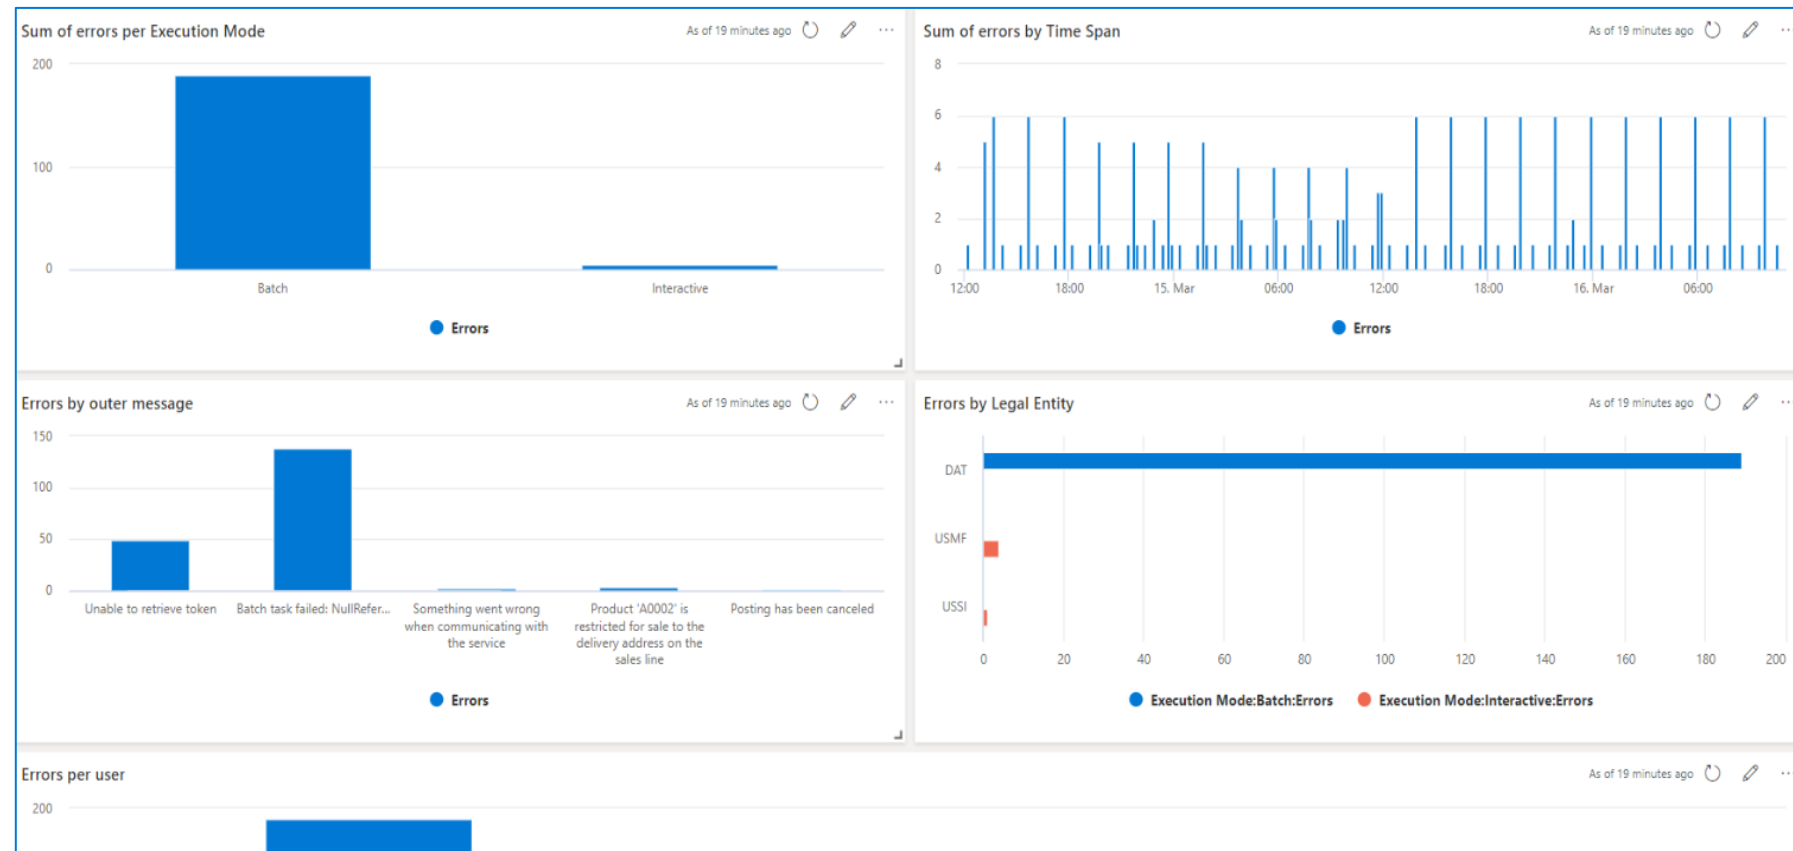 Sum of errors per Execution Mode
As of 19 minutes ago
200
100
0
Batch
Interactive
Errors
Sum of errors by Time Span
As of 19 minutes ago
8
6
4
2
0
12:00
18:00
15. Mar
06:00
12:00
18:00
16. Mar
06:00
Errors
Errors by outer message
As of 19 minutes ago
150
100
50
0
Unable to retrieve token
Batch task failed: NullRefer...
Something went wrong
when communicating with
the service
Product 'A0002' is
restricted for sale to the
delivery address on the
sales line
Posting has been canceled
Errors
Errors by Legal Entity
As of 19 minutes ago
DAT
USMF
USSI
0
20
40
60
80
100
120
140
160
180
200
Execution Mode:Batch:Errors
Execution Mode:Interactive:Errors
Errors per user
As of 19 minutes ago
200